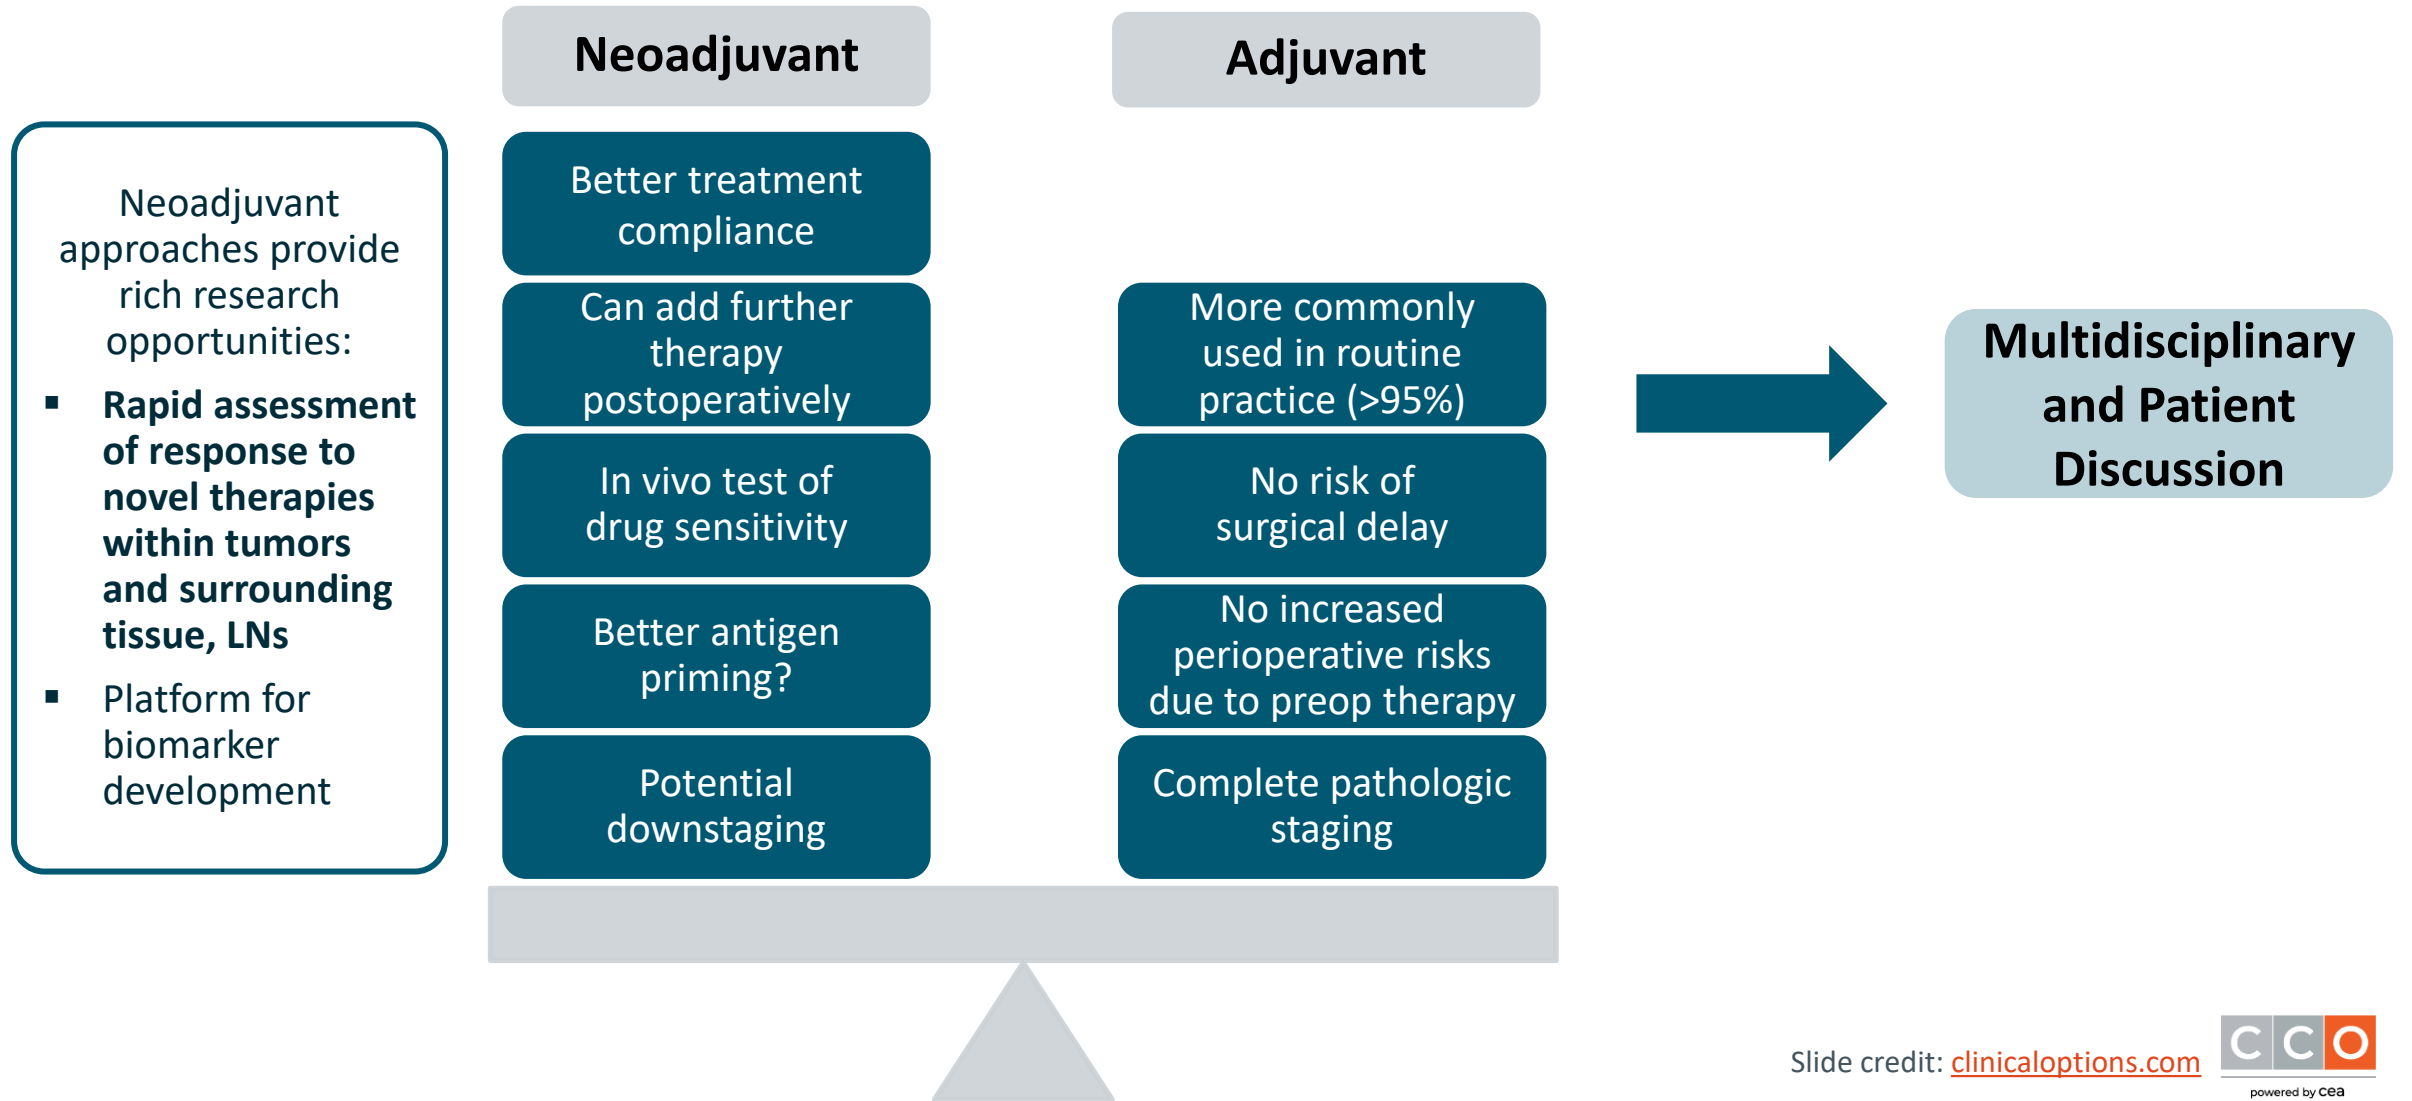 Neoadjuvant
Adjuvant
Neoadjuvant
approaches provide
rich research
opportunities:
▪ Rapid assessment
of response to
novel therapies
within tumors
and surrounding
tissue, LNs
▪ Platform for
biomarker
development
Better treatment
compliance
Can add further
therapy
postoperatively
In vivo test of
drug sensitivity
Better antigen
priming?
Potential
downstaging
More commonly
used in routine
practice (>95%)
No risk of
surgical delay
No increased
perioperative risks
due to preop therapy
Complete pathologic
staging
Multidisciplinary
and Patient
Discussion
Slide credit: clinicaloptions.com
CCO
powered by cea